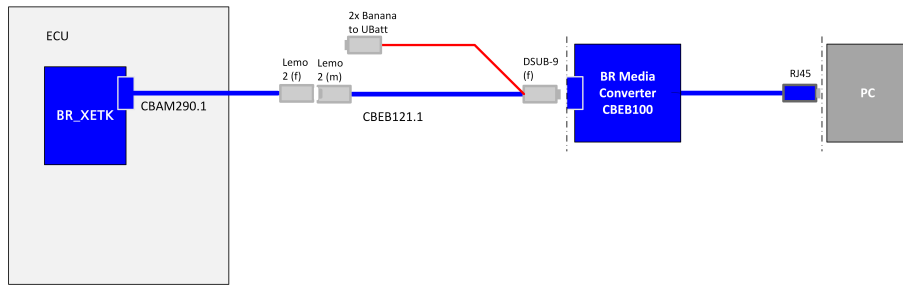 ECU
BR_XETK
CBAM290.1
Lemo
2 (f)
Lemo
2 (m)
2x Banana
to UBatt
CBEB121.1
DSUB-9
(f)
BR Media
Converter
CBEB100
RJ45
PC